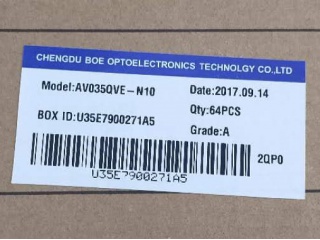 CHENGDU BOE OPTOELECTRONICS TECHNOLGY CO.,LTD
Model:AV035QVE-N10 Date:2017.09.14
Qty:64PCS
BOX ID:U35E7900271A5
Grade:A
2QP0
U35E7900271A5